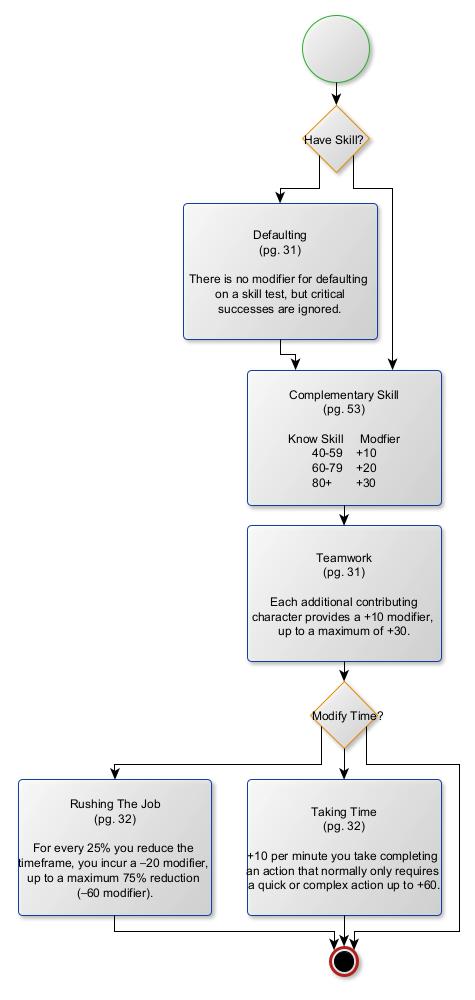 Have Skill?
Defaulting
(pg. 31)
There is no modifier for defaulting
on a skill test, but critical
successes are ignored.
Complementary Skill
(pg. 53)
Know Skill Modfier
40-59 +10
60-79 +20
80+ +30
Teamwork
(pg. 31)
Each additional contributing
character provides a +10 modifier,
up to a maximum of +30.
Modify Time?
Rushing The Job
(pg. 32)
For every 25% you reduce the
timeframe, you incur a –20 modifier,
up to a maximum 75% reduction
(–60 modifier).
Taking Time
(pg. 32)
+10 per minute you take completing
an action that normally only requires
a quick or complex action up to +60.